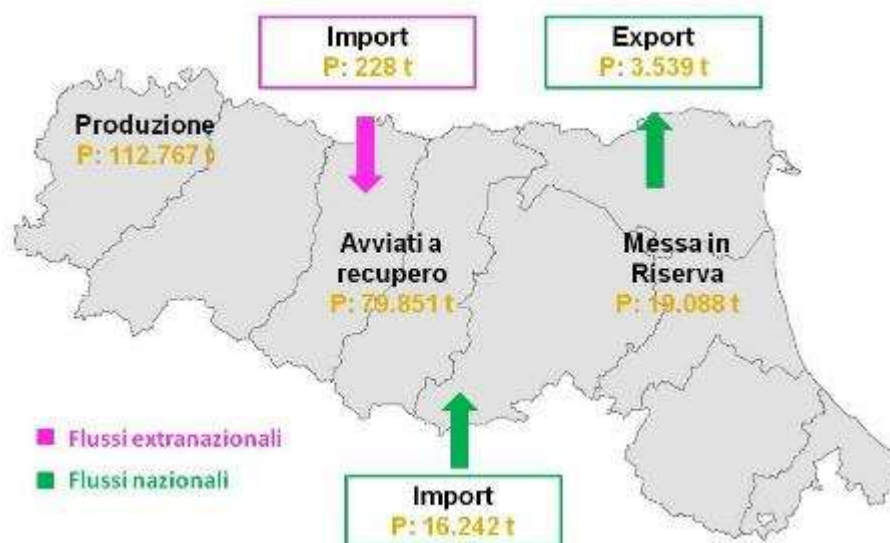 Import
P: 228 t
Export
P: 3.539 t
Produzione
P: 112.767 t
Avviati a
recupero
P: 79.851 t
Messa in
Riserva
P: 19.088 t
Flussi extranazionali
Flussi nazionali
Import
P: 16.242 t